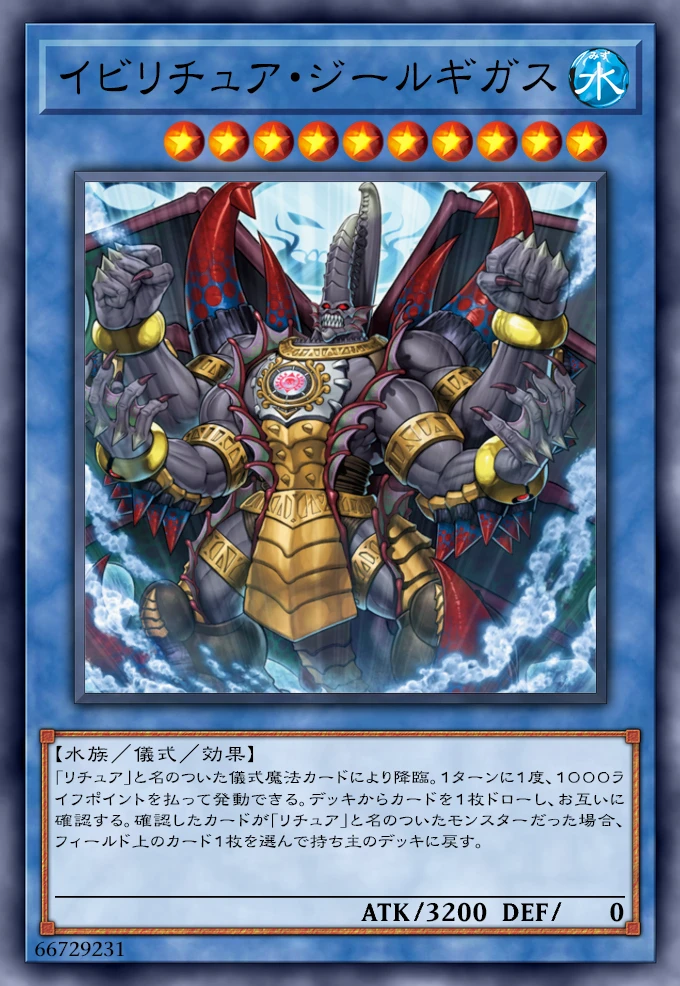 イビリチュア・ジールギガス
みず
水
【水族／儀式／効果】
「リチュア」と名のついた儀式魔法カードにより降臨。1ターンに1度、1000ラ
イフポイントを払って発動できる。デッキからカードを1枚ドローし、お互いに
確認する。確認したカードが「リチュア」と名のついたモンスターだった場合、
フィールド上のカード1枚を選んで持ち主のデッキに戻す。
ATK/3200 DEF/ 0
66729231